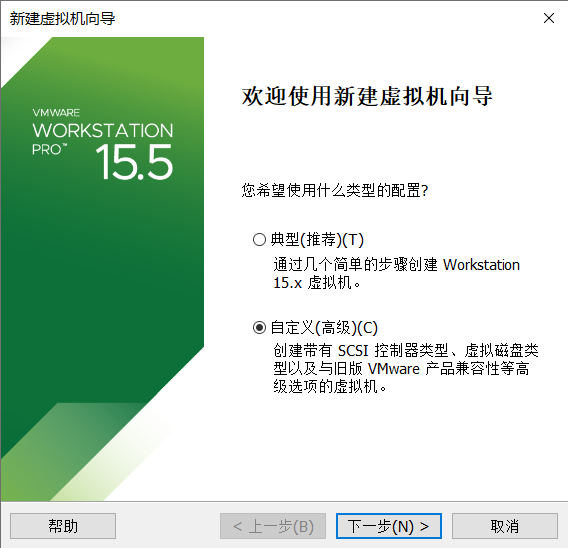 新建虚拟机向导
VMWARE
WORKSTATION
PRO™ 15.5
欢迎使用新建虚拟机向导
您希望使用什么类型的配置?
典型(推荐)(T)
通过几个简单的步骤创建 Workstation
15.x 虚拟机。
自定义(高级)(C)
创建带有 SCSI 控制器类型、虚拟磁盘类
型以及与旧版 VMware 产品兼容性等高
级选项的虚拟机。
帮助
< 上一步(B)
下一步(N) >
取消